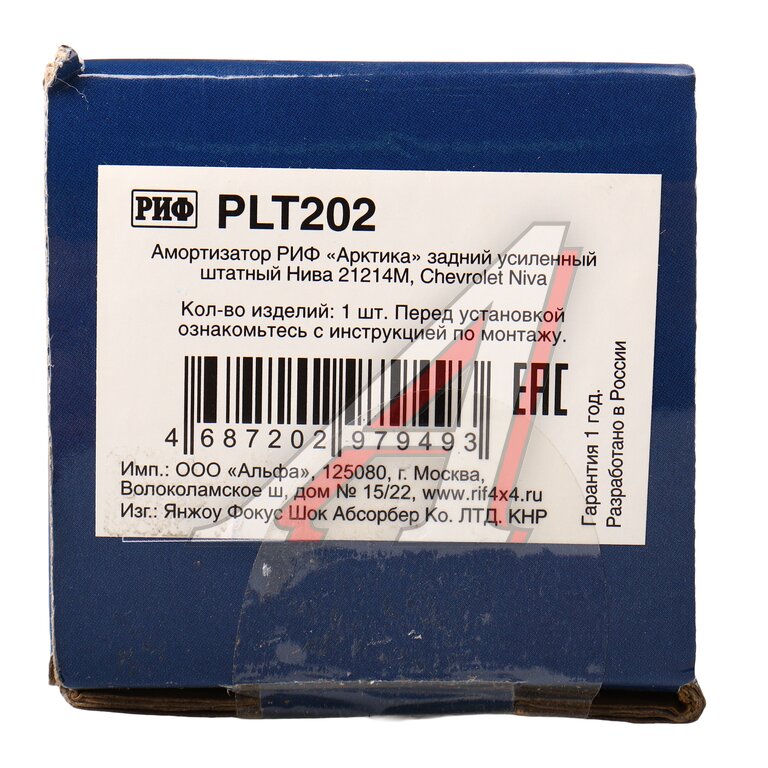 РИФ PLT202
Амортизатор РИФ «Арктика» задний усиленный
штатный Нива 21214М, Chevrolet Niva
Кол-во изделий: 1 шт. Перед установкой
ознакомьтесь с инструкцией по монтажу.
4 687202 979493
EAC
Имп.: ООО «Альфа», 125080, г. Москва,
Волоколамское ш, дом № 15/22, www.rif4x4.ru
Изг.: Янжоу Фокус Шок Абсорбер Ко. ЛТД. КНР
Гарантия 1 год.
Разработано в России